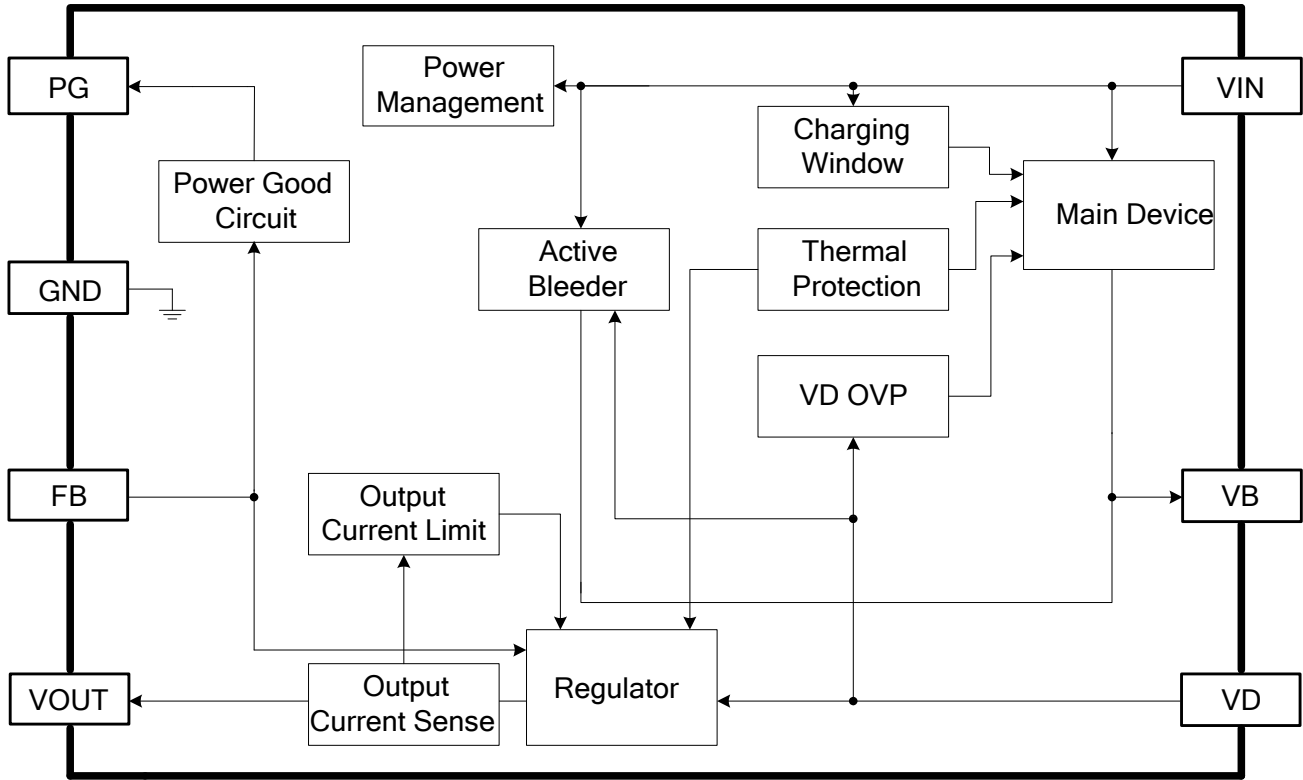 PG
Power
Management
VIN
Charging
Window
Power Good
Circuit
Main Device
Active
Bleeder
Thermal
Protection
GND
VD OVP
FB
Output
Current Limit
VB
VOUT
Output
Current Sense
Regulator
VD